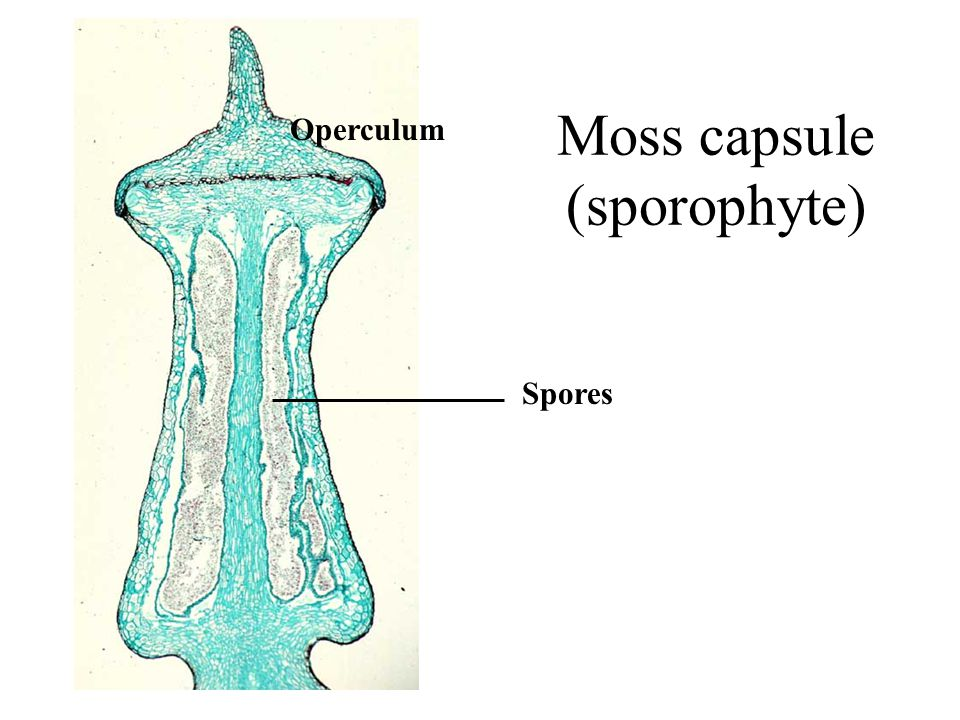 Moss capsule
(sporophyte)
Operculum
Spores